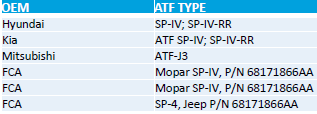 OEM ATF TYPE
Hyundai SP-IV; SP-IV-RR
Kia ATF SP-IV; SP-IV-RR
Mitsubishi ATF-J3
FCA Mopar SP-IV, P/N 68171866AA
FCA Mopar SP-IV, P/N 68171866AA
FCA SP-4, Jeep P/N 68171866AA